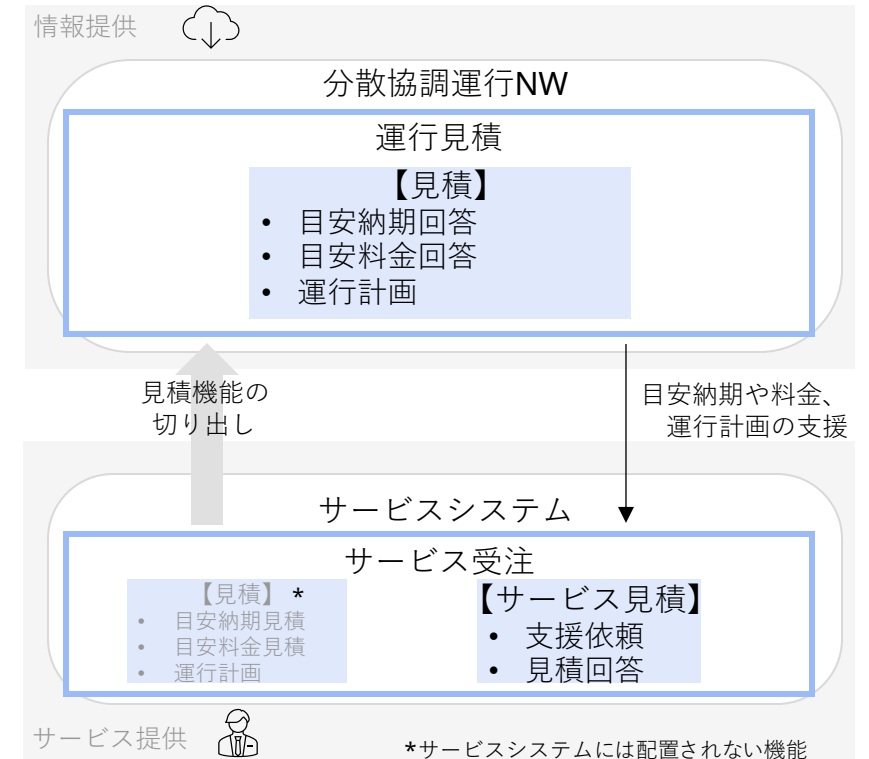 情報提供
分散協調運行NW
運行見積
【見積】
• 目安納期回答
• 目安料金回答
• 運行計画
見積機能の
切り出し
目安納期や料金、
運行計画の支援
サービスシステム
サービス受注
【見積】 *
• 目安納期見積
• 目安料金見積
• 運行計画
【サービス見積】
• 支援依頼
• 見積回答
サービス提供
*サービスシステムには配置されない機能